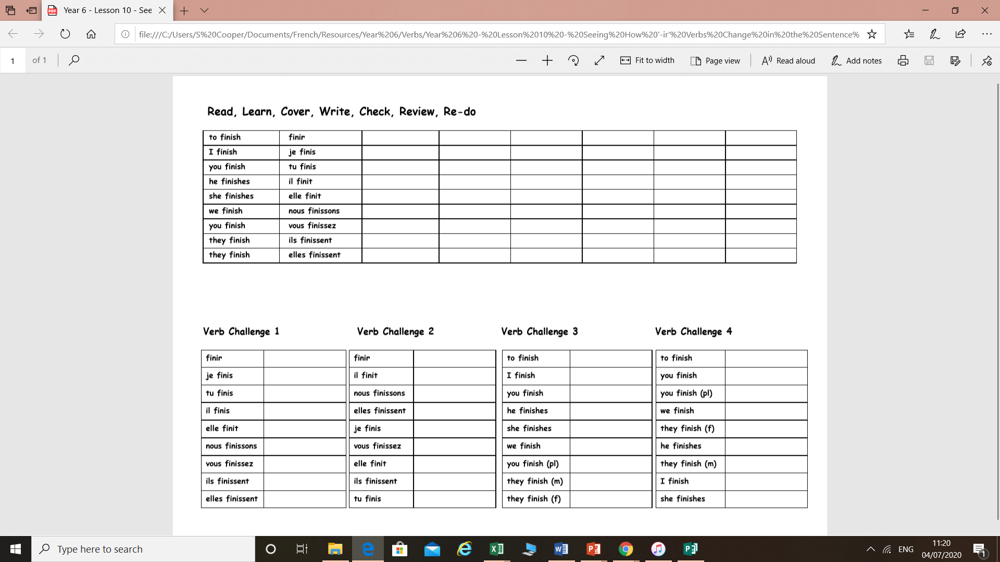 Year 6 - Lesson 10 - See
file:///C:/Users/S%20Cooper/Documents/French/Resources/Year%206/Verbs/Year%206%20-%20Lesson%2010%20-%20Seeing%20How%20'-ir'%20Verbs%20Change%20in%20the%20Sentence%
1 of 1 Fit to width Page view Read aloud Add notes
Read, Learn, Cover, Write, Check, Review, Re-do
to finish finir
I finish je finis
you finish tu finis
he finishes il finit
she finishes elle finit
we finish nous finissons
you finish vous finissez
they finish ils finissent
they finish elles finissent
Verb Challenge 1 Verb Challenge 2 Verb Challenge 3 Verb Challenge 4
finir finir to finish to finish
je finis il finit I finish you finish
tu finis nous finissons you finish you finish (pl)
il finis elles finissent he finishes we finish
elle finit je finis she finishes they finish (f)
nous finissons vous finissez we finish he finishes
vous finissez elle finit you finish (pl) they finish (m)
ils finissent ils finissent they finish (m) I finish
elles finissent tu finis they finish (f) she finishes
Type here to search
ENG
11:20
04/07/2020
1